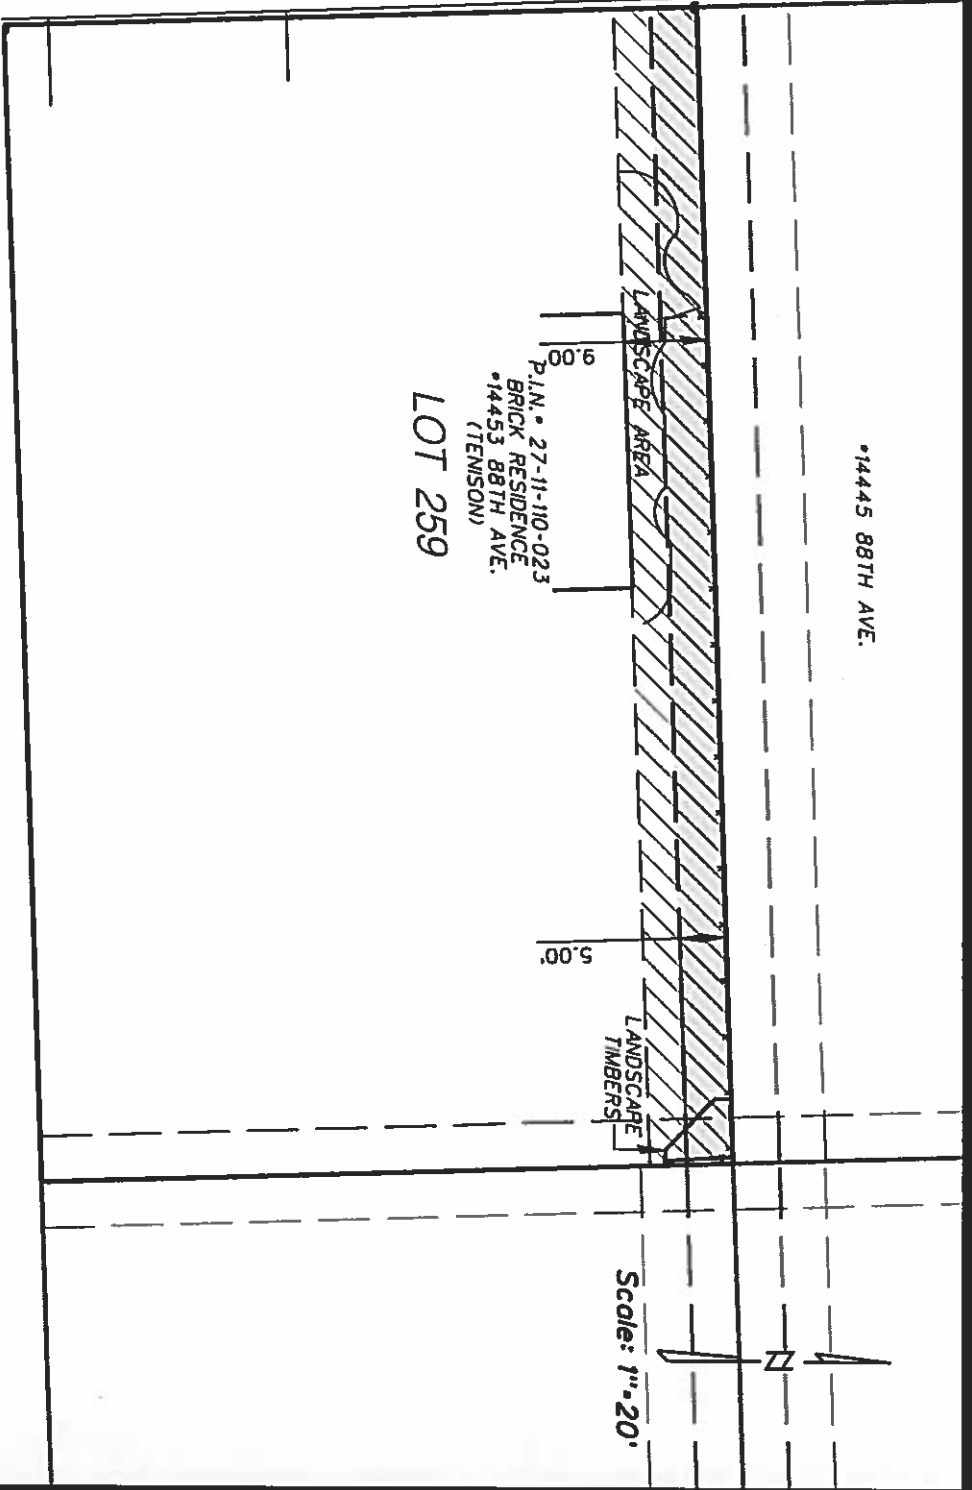 •14445 88TH AVE.
LANDSCAPE AREA
9.00
P.I.N.• 27-11-110-023
BRICK RESIDENCE
•14453 88TH AVE.
(TENISON)
LOT 259
5.00'
LANDSCAPE
TIMBERS
Scale: 1"=20'
N